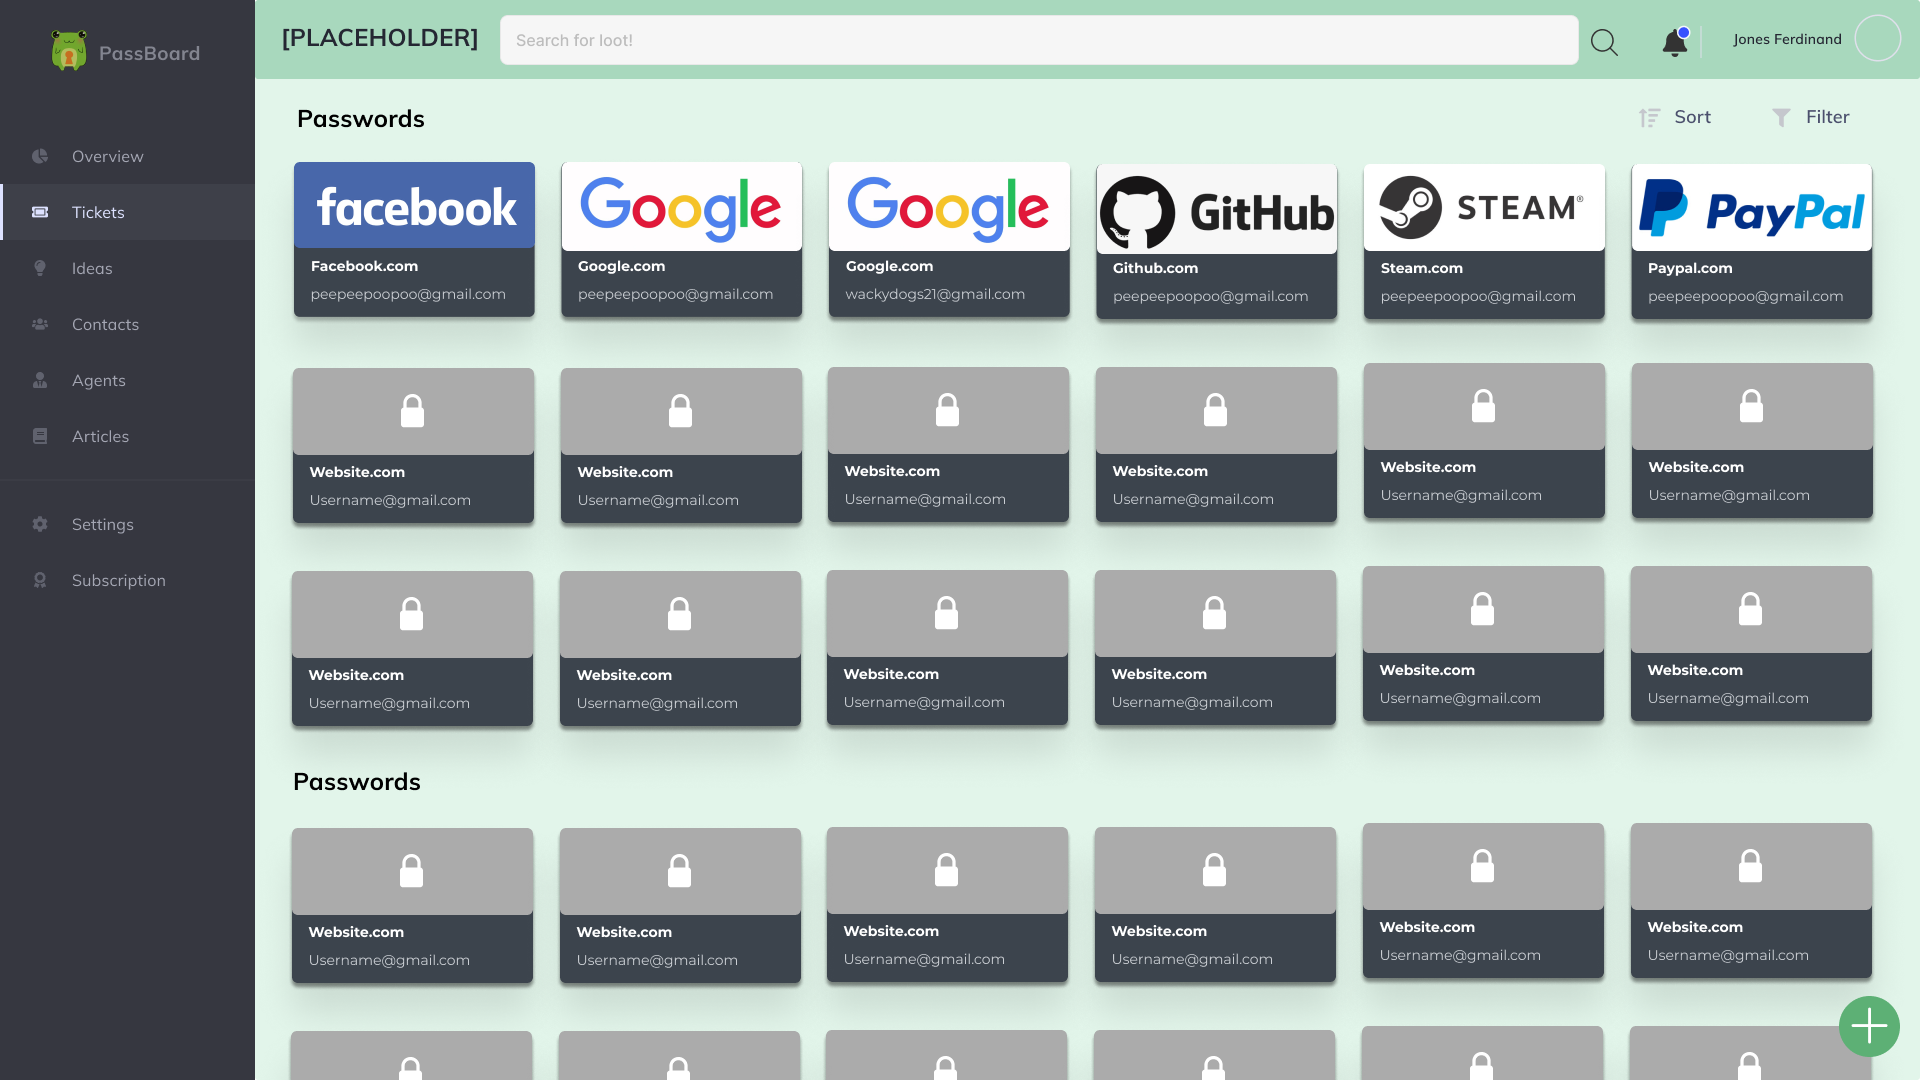 PassBoard
Overview
Tickets
Ideas
Contacts
Agents
Articles
Settings
Subscription
[PLACEHOLDER]
Search for loot!
Jones Ferdinand
Passwords
Sort
Filter
facebook
Google
Google
GitHub
STEAM®
PayPal
Facebook.com
Google.com
Google.com
Github.com
Steam.com
Paypal.com
peepeepoopoo@gmail.com
peepeepoopoo@gmail.com
wackydogs21@gmail.com
peepeepoopoo@gmail.com
peepeepoopoo@gmail.com
peepeepoopoo@gmail.com
Website.com
Website.com
Website.com
Website.com
Website.com
Website.com
Username@gmail.com
Username@gmail.com
Username@gmail.com
Username@gmail.com
Username@gmail.com
Username@gmail.com
Website.com
Website.com
Website.com
Website.com
Website.com
Website.com
Username@gmail.com
Username@gmail.com
Username@gmail.com
Username@gmail.com
Username@gmail.com
Username@gmail.com
Passwords
Website.com
Website.com
Website.com
Website.com
Website.com
Website.com
Username@gmail.com
Username@gmail.com
Username@gmail.com
Username@gmail.com
Username@gmail.com
Username@gmail.com